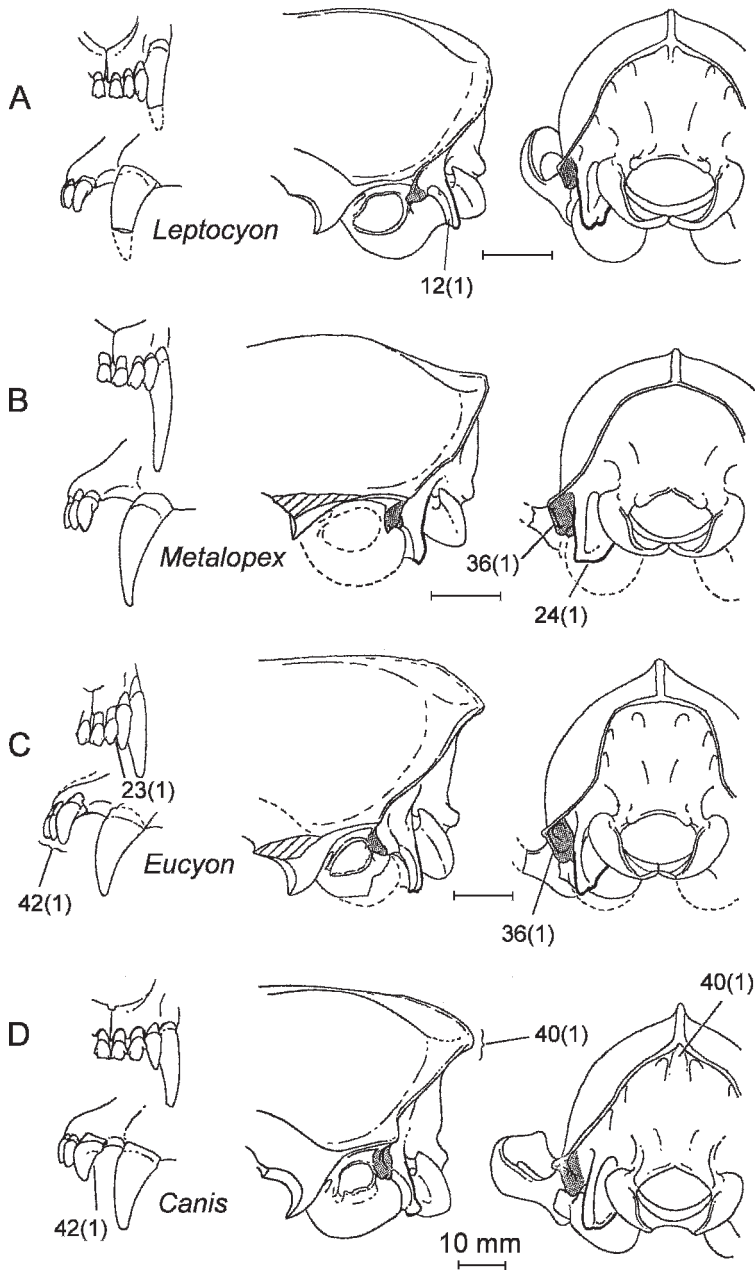 A
Leptocyon
12(1)
B
Metalopex
36(1)
24(1)
C
23(1)
Eucyon
42(1)
36(1)
D
40(1)
40(1)
Canis
42(1)
10 mm